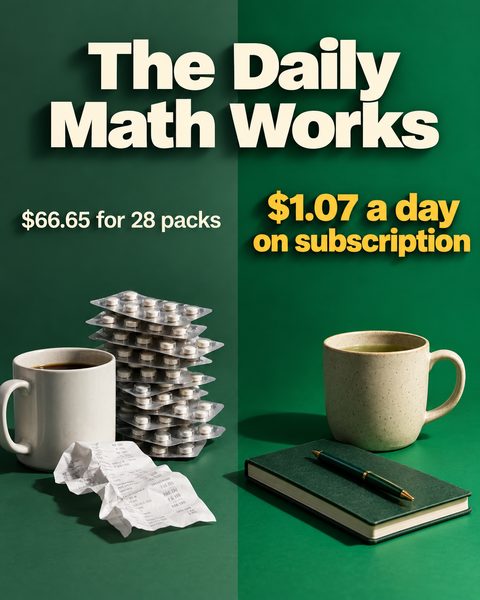 The Daily
Math Works
$66.65 for 28 packs
$1.07 a day
on subscription